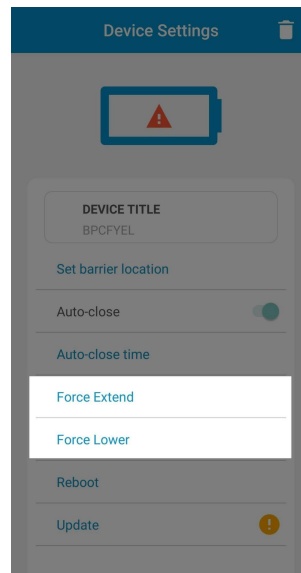 Device Settings
DEVICE TITLE
BPCFYEL
Set barrier location
Auto-close
Auto-close time
Force Extend
Force Lower
Reboot
Update